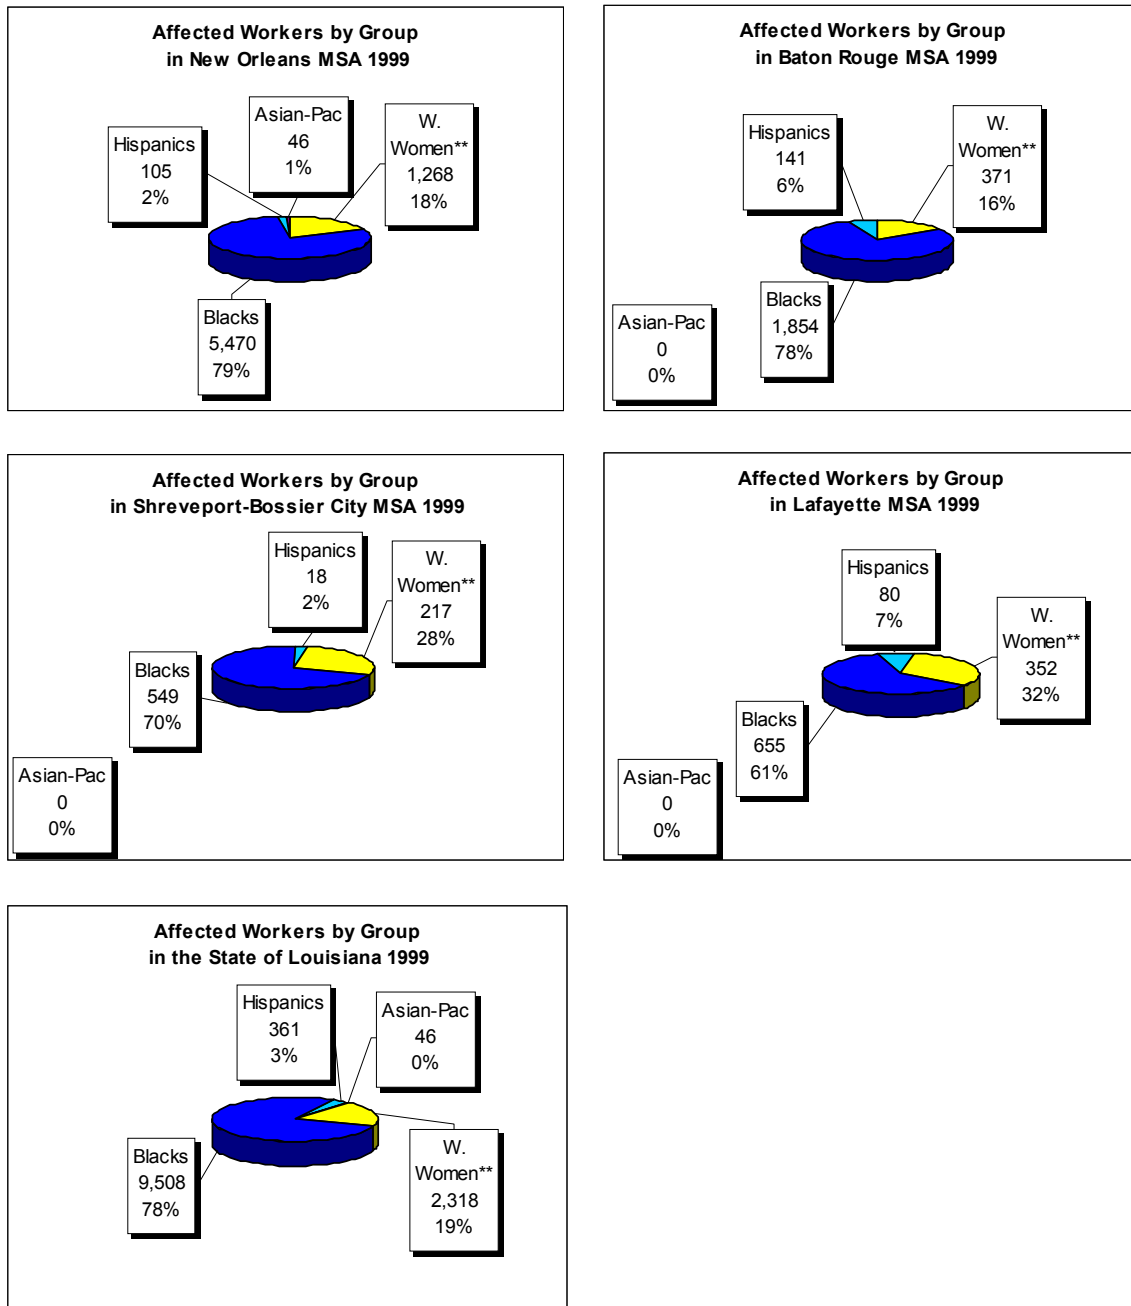 Affected Workers by Group
in New Orleans MSA 1999
Hispanics
105
2%
Asian-Pac
46
1%
W.
Women**
1,268
18%
Blacks
5,470
79%
Affected Workers by Group
in Baton Rouge MSA 1999
Hispanics
141
6%
W.
Women**
371
16%
Blacks
1,854
78%
Asian-Pac
0
0%
Affected Workers by Group
in Shreveport-Bossier City MSA 1999
Hispanics
18
2%
W.
Women**
217
28%
Blacks
549
70%
Asian-Pac
0
0%
Affected Workers by Group
in Lafayette MSA 1999
Hispanics
80
7%
W.
Women**
352
32%
Blacks
655
61%
Asian-Pac
0
0%
Affected Workers by Group
in the State of Louisiana 1999
Hispanics
361
3%
Asian-Pac
46
0%
Blacks
9,508
78%
W.
Women**
2,318
19%